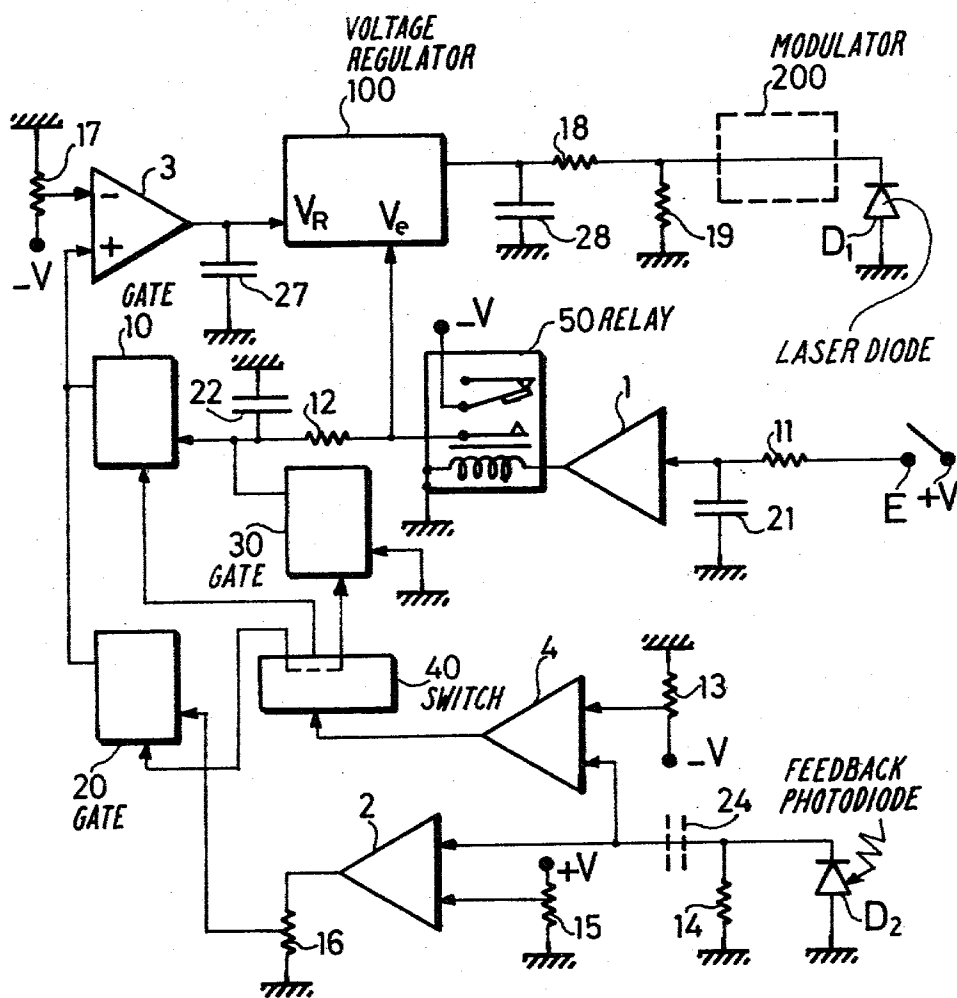 VOLTAGE
REGULATOR
100
MODULATOR
200
17
3
18
−
+
V_R
V_e
−V
27
28
19
D₁
LASER DIODE
GATE
10
−V
50 RELAY
22
12
1
11
E
+V
21
30
GATE
40
SWITCH
4
13
−V
20
GATE
2
24
FEEDBACK
PHOTODIODE
+V
16
15
14
D₂